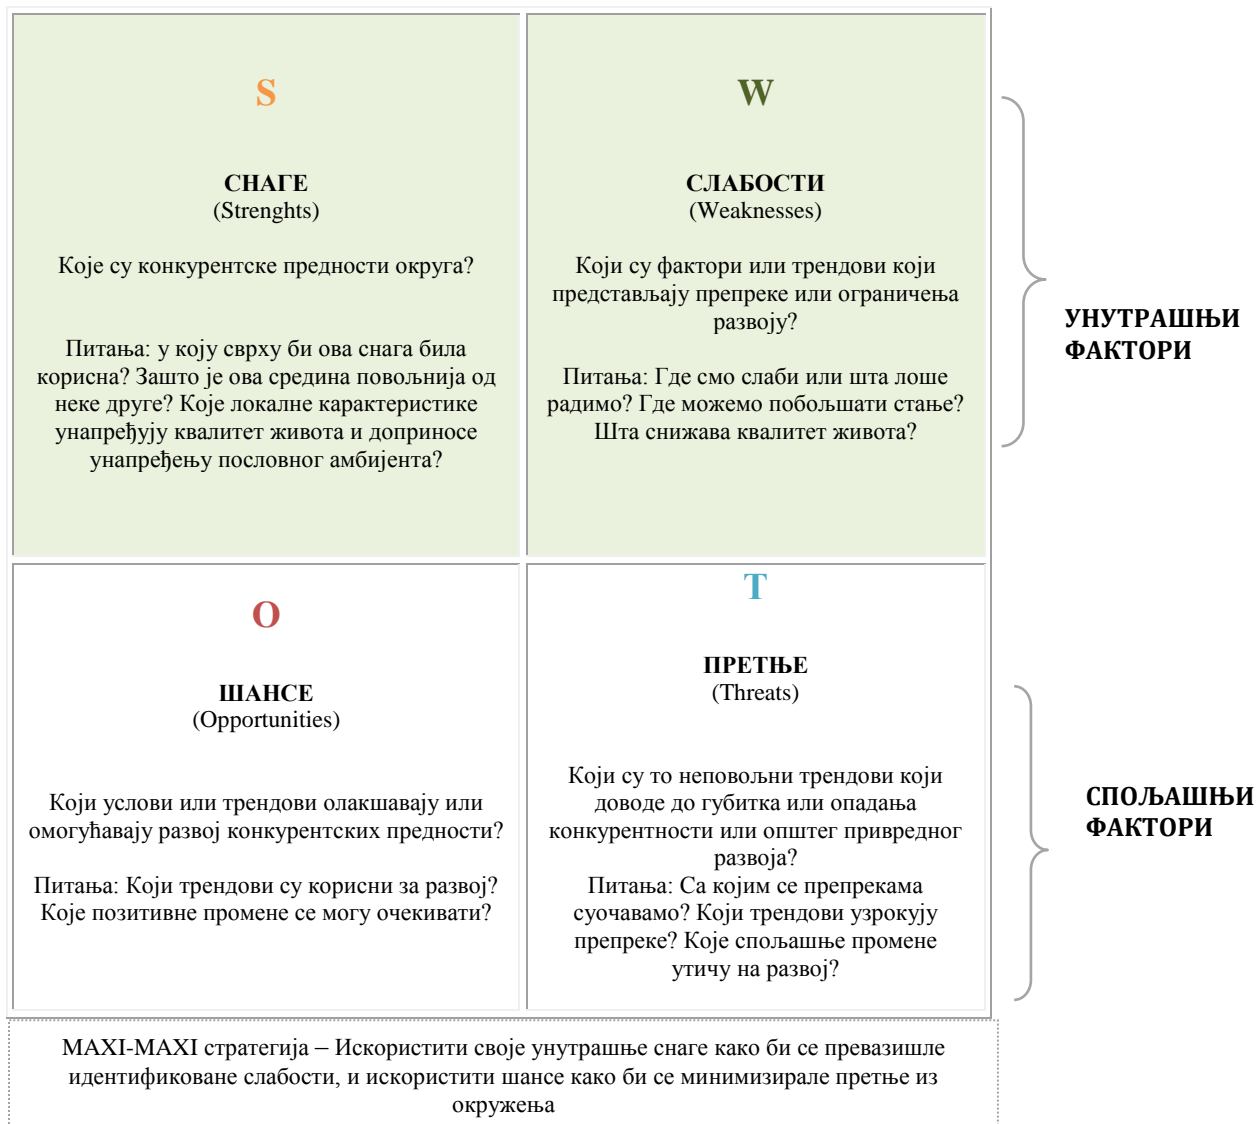 S
СНАГЕ
(Strenghts)
Које су конкурентске предности округа?
Питања: у коју сврху би ова снага била
корисна? Зашто је ова средина повољнија од
неке друге? Које локалне карактеристике
унапређују квалитет живота и доприносе
унапређењу пословног амбијента?
W
СЛАБОСТИ
(Weaknesses)
Који су фактори или трендови који
представљају препреке или ограничења
развоју?
Питања: Где смо слаби или шта лоше
радимо? Где можемо побољшати стање?
Шта снижава квалитет живота?
УНУТРАШЊИ
ФАКТОРИ
O
ШАНСЕ
(Opportunities)
Који услови или трендови олакшавају или
омогућавају развој конкурентских предности?
Питања: Који трендови су корисни за развој?
Које позитивне промене се могу очекивати?
T
ПРЕТЊЕ
(Threats)
Који су то неповољни трендови који
доводе до губитка или опадања
конкурентности или општег привредног
развоја?
Питања: Са којим се препрекама
суочавамо? Који трендови узрокују
препреке? Које спољашње промене
утичу на развој?
СПОЉАШЊИ
ФАКТОРИ
MAXI-MAXI стратегија – Искористити своје унутрашње снаге како би се превазишле
идентификоване слабости, и искористити шансе како би се минимизирале претње из
окружења